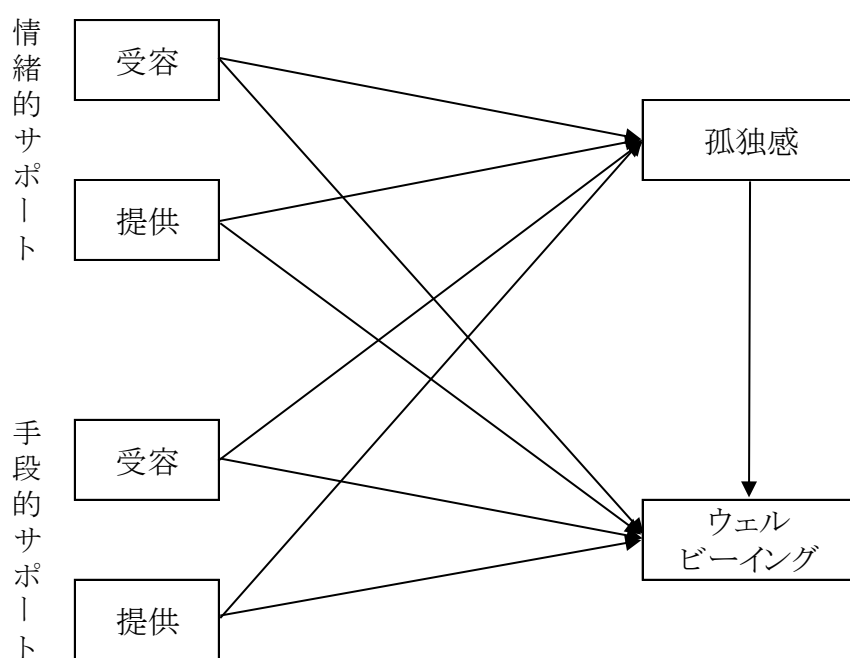 情緒的サポート
受容
提供
手段的サポート
受容
提供
孤独感
ウェル
ビーイング